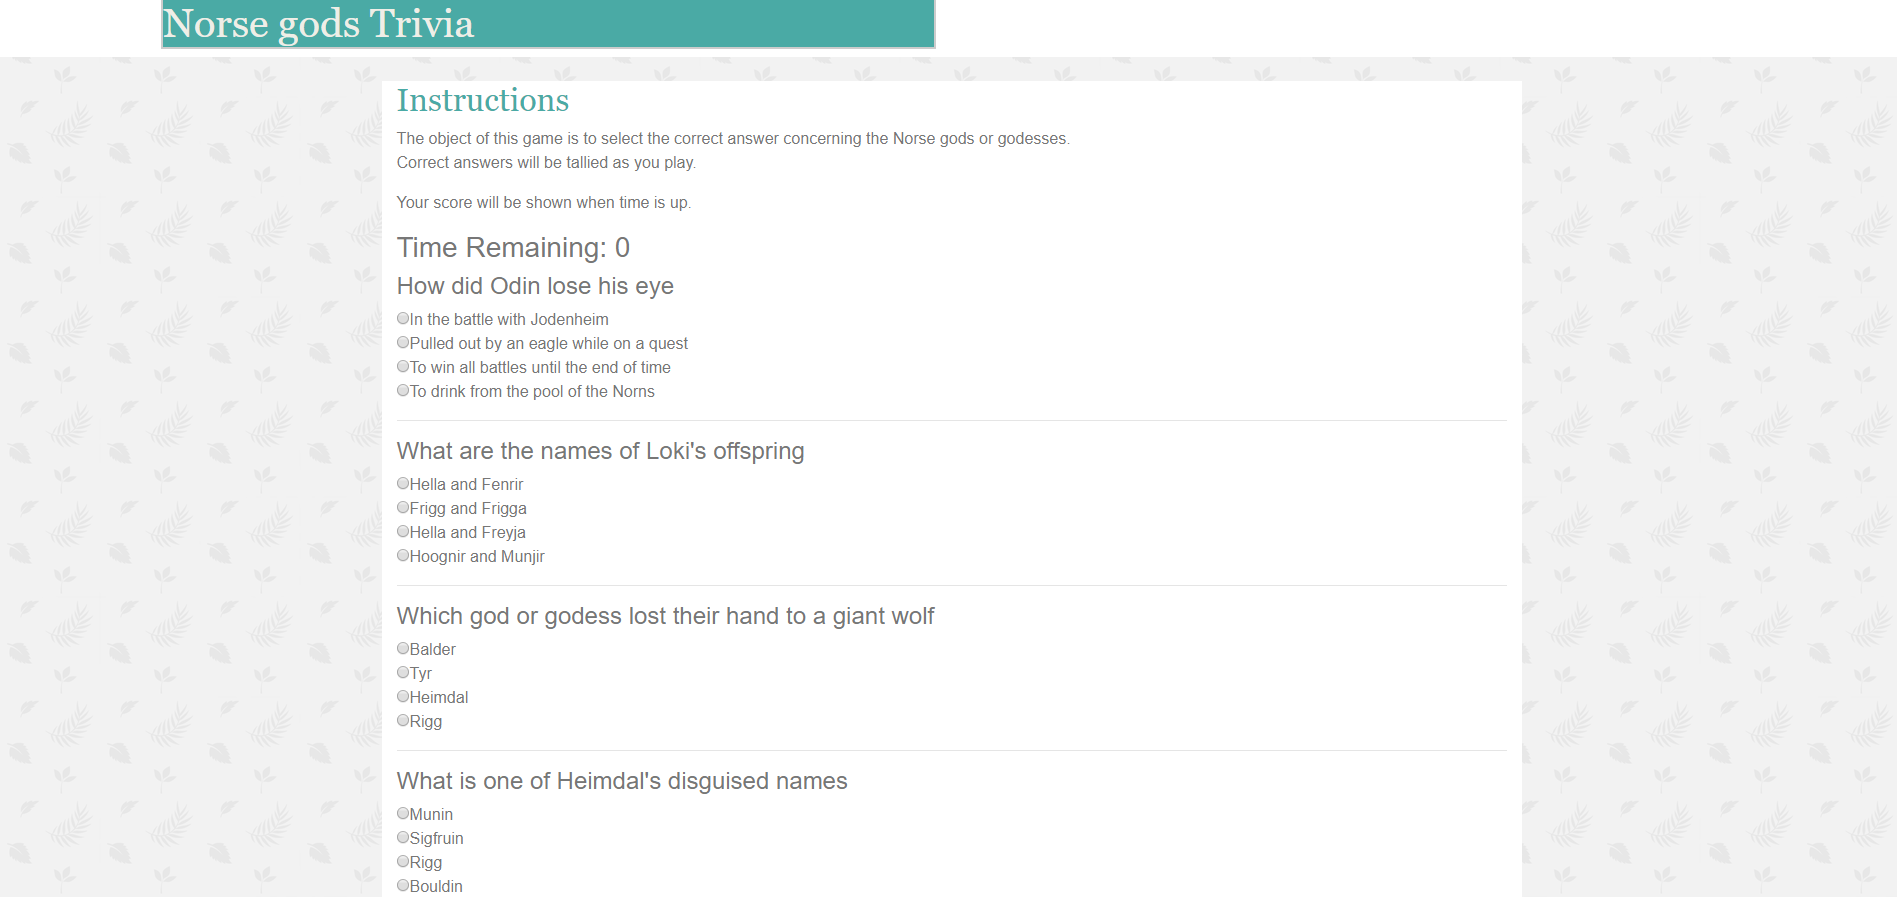 Norse gods Trivia
Instructions
The object of this game is to select the correct answer concerning the Norse gods or godesses.
Correct answers will be tallied as you play.
Your score will be shown when time is up.
Time Remaining: 0
How did Odin lose his eye
In the battle with Jodenheim
Pulled out by an eagle while on a quest
To win all battles until the end of time
To drink from the pool of the Norns
What are the names of Loki's offspring
Hella and Fenrir
Frigg and Frigga
Hella and Freyja
Hoognir and Munjir
Which god or godess lost their hand to a giant wolf
Balder
Tyr
Heimdal
Rigg
What is one of Heimdal's disguised names
Munin
Sigfruin
Rigg
Bouldin